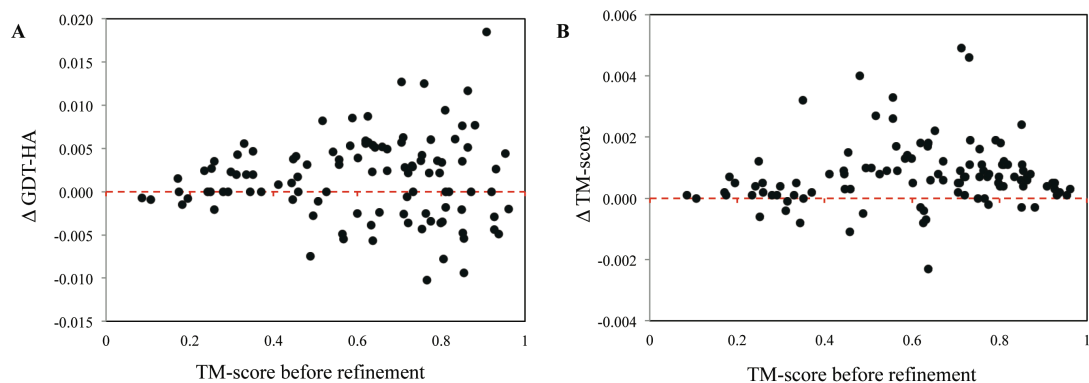 A
0.020
0.015
0.010
0.005
0.000
-0.005
-0.010
-0.015
Δ GDT-HA
0 0.2 0.4 0.6 0.8 1
TM-score before refinement
B
0.006
0.004
0.002
0.000
-0.002
-0.004
Δ TM-score
0 0.2 0.4 0.6 0.8 1
TM-score before refinement